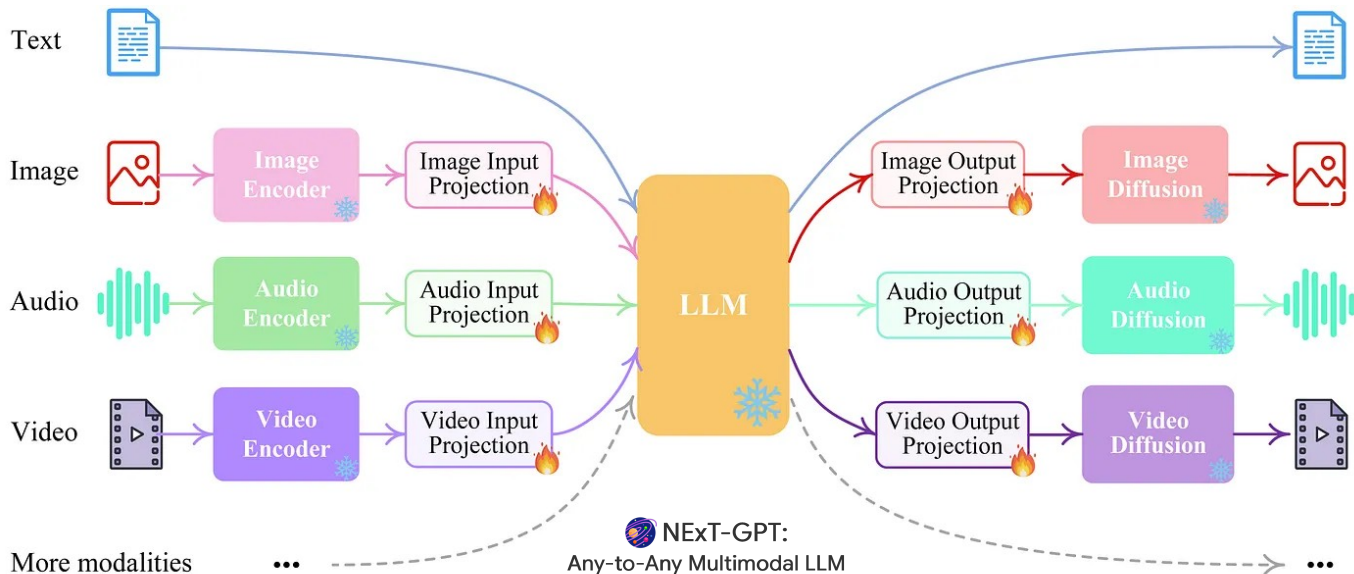 Text
Image
Image
Encoder
Image Input
Projection
Image Output
Projection
Image
Diffusion
Audio
Audio
Encoder
Audio Input
Projection
LLM
Audio Output
Projection
Audio
Diffusion
Video
Video
Encoder
Video Input
Projection
Video Output
Projection
Video
Diffusion
More modalities
...
NExT-GPT:
Any-to-Any Multimodal LLM
...